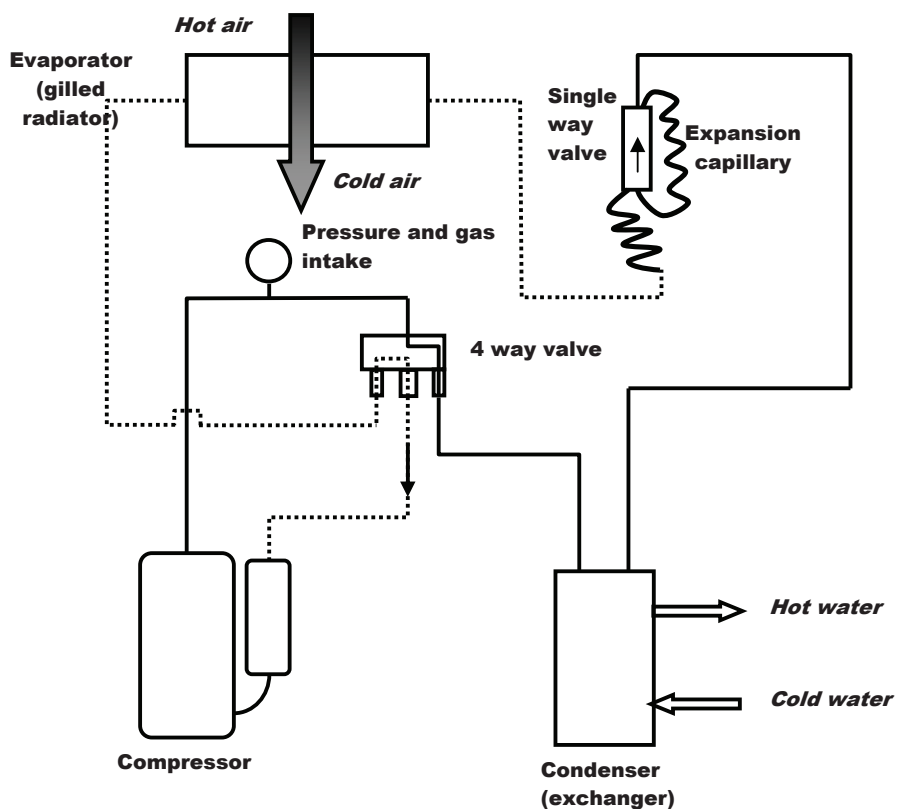 Hot air
Evaporator
(gilled
radiator)
Single
way
valve
Expansion
capillary
Cold air
Pressure and gas
intake
4 way valve
Hot water
Cold water
Compressor
Condenser
(exchanger)